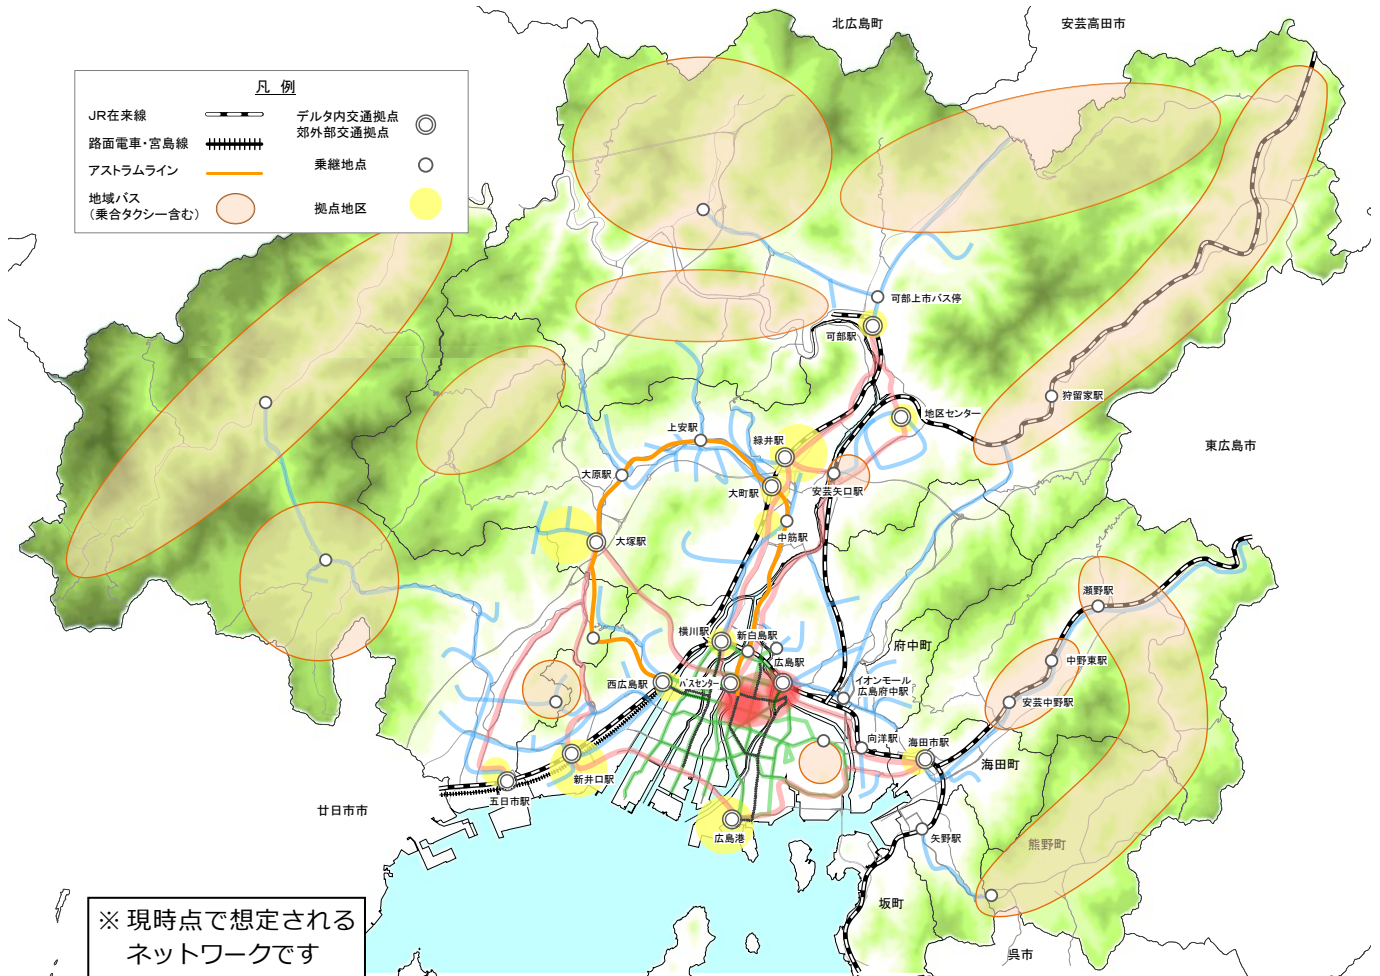 北広島町
安芸高田市
凡 例
JR在来線
路面電車・宮島線
アストラムライン
地域バス
(乗合タクシー含む)
デルタ内交通拠点
郊外部交通拠点
乗継地点
拠点地区
可部上市バス停
可部駅
狩留家駅
地区センター
東広島市
上安駅
緑井駅
大原駅
大町駅
安芸矢口駅
中筋駅
大塚駅
瀬野駅
横川駅
新白島駅
広島駅
府中町
中野東駅
西広島駅
バスセンター
イオンモール
広島府中駅
安芸中野駅
向洋駅
海田市駅
海田町
新井口駅
五日市駅
廿日市市
広島港
矢野駅
熊野町
坂町
呉市
※ 現時点で想定される
ネットワークです